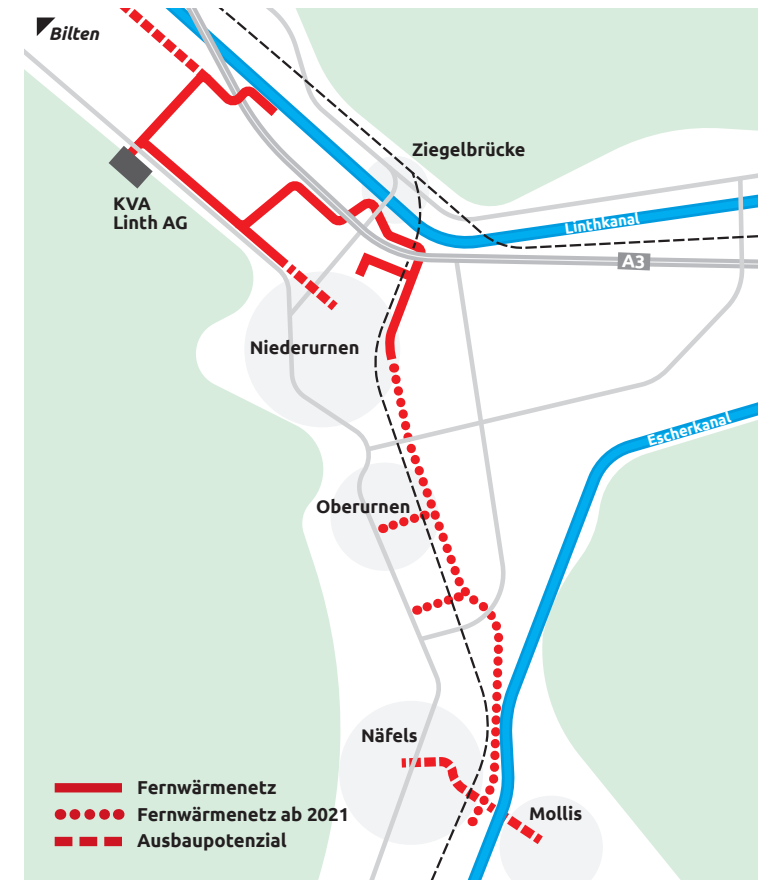 Bilten
Ziegelbrücke
KVA
Linth AG
Linthkanal
A3
Niederurnen
Escherkanal
Oberurnen
Näfels
Mollis
Fernwärmenetz
Fernwärmenetz ab 2021
Ausbaupotenzial